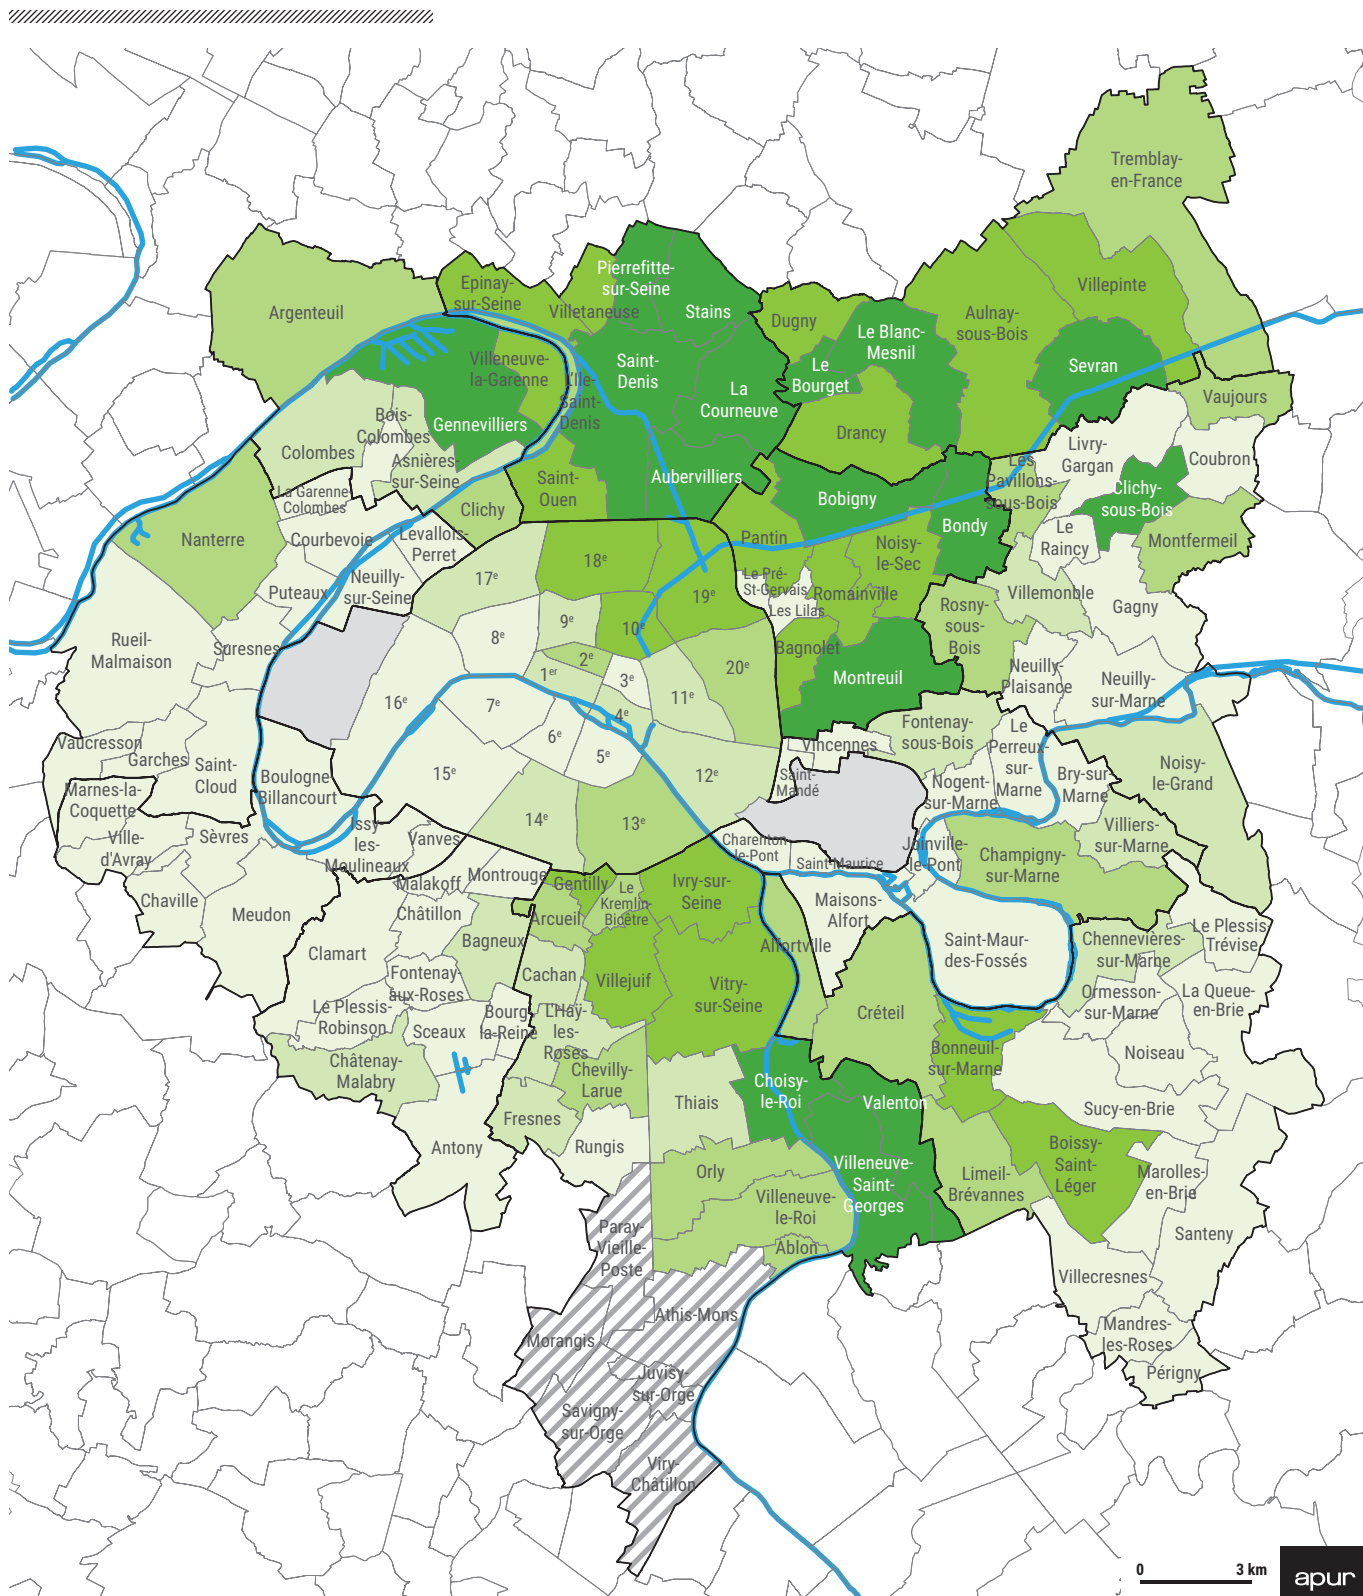 Tremblay-
en-France
Argenteuil
Epinay-
sur-Seine
Villetaneuse
Pierrefitte-
sur-Seine
Stains
Dugny
Le Blanc-
Mesnil
Aulnay-
sous-Bois
Villepinte
Villeneuve-
la-Garenne
L'Ile-
Saint-
Denis
Saint-
Denis
La
Courneuve
Le
Bourget
Sevran
Vaujours
Bois-
Colombes
Colombes
Gennevilliers
Asnières-
sur-Seine
Drancy
Livry-
Gargan
Coubron
La Garenne-
Colombes
Clichy
Saint-
Ouen
Aubervilliers
Bobigny
Les
Pavillons-
sous-Bois
Clichy-
sous-Bois
Bondy
Nanterre
Courbevoie
Levallois-
Perret
Pantin
Noisy-
le-Sec
Le
Raincy
Montfermeil
Puteaux
Neuilly-
sur-Seine
17e
18e
19e
Le Pré-
St-Gervais
Les Lilas
Romainville
Villemonble
Gagny
Rueil-
Malmaison
Suresnes
8e
9e
10e
Bagnolet
Rosny-
sous-
Bois
2e
1er
3e
20e
Montreuil
Neuilly-
Plaisance
Neuilly-
sur-Marne
16e
7e
4e
11e
Vaucresson
Garches
Saint-
Cloud
6e
5e
Vincennes
Fontenay-
sous-Bois
Le
Perreux-
sur-
Marne
Noisy-
le-Grand
Marnes-la-
Coquette
Boulogne
Billancourt
15e
12e
Saint-
Mandé
Nogent-
sur-Marne
Bry-sur-
Marne
Ville-
d'Avray
Sèvres
Issy-
les-
Moulineaux
Vanves
14e
13e
Charenton-
le-Pont
Saint-Maurice
Joinville-
le-Pont
Champigny-
sur-Marne
Villiers-
sur-Marne
Chaville
Meudon
Malakoff
Montrouge
Gentilly
Le
Kremlin-
Bicêtre
Ivry-sur-
Seine
Maisons-
Alfort
Châtillon
Arcueil
Clamart
Bagneux
Alfortville
Saint-Maur-
des-Fossés
Chennevières-
sur-Marne
Le Plessis-
Trévise
Fontenay-
aux-Roses
Cachan
Villejuif
Vitry-
sur-Seine
Ormesson-
sur-Marne
La Queue-
en-Brie
Le Plessis-
Robinson
Sceaux
Bourg-
la-Reine
L'Haÿ-
les-
Roses
Créteil
Châtenay-
Malabry
Chevilly-
Larue
Bonneuil-
sur-Marne
Noiseau
Thiais
Choisy-
le-Roi
Valenton
Sucy-en-Brie
Antony
Fresnes
Rungis
Orly
Villeneuve-
Saint-
Georges
Limeil-
Brévannes
Boissy-
Saint-
Léger
Marolles-
en-Brie
Paray-
Vieille-
Poste
Villeneuve-
le-Roi
Ablon
Santeny
Villecresnes
Athis-Mons
Morangis
Mandres-
les-Roses
Périgny
Juvisy-
sur-Orge
Savigny-
sur-Orge
Viry-
Châtillon
0 3 km
apur